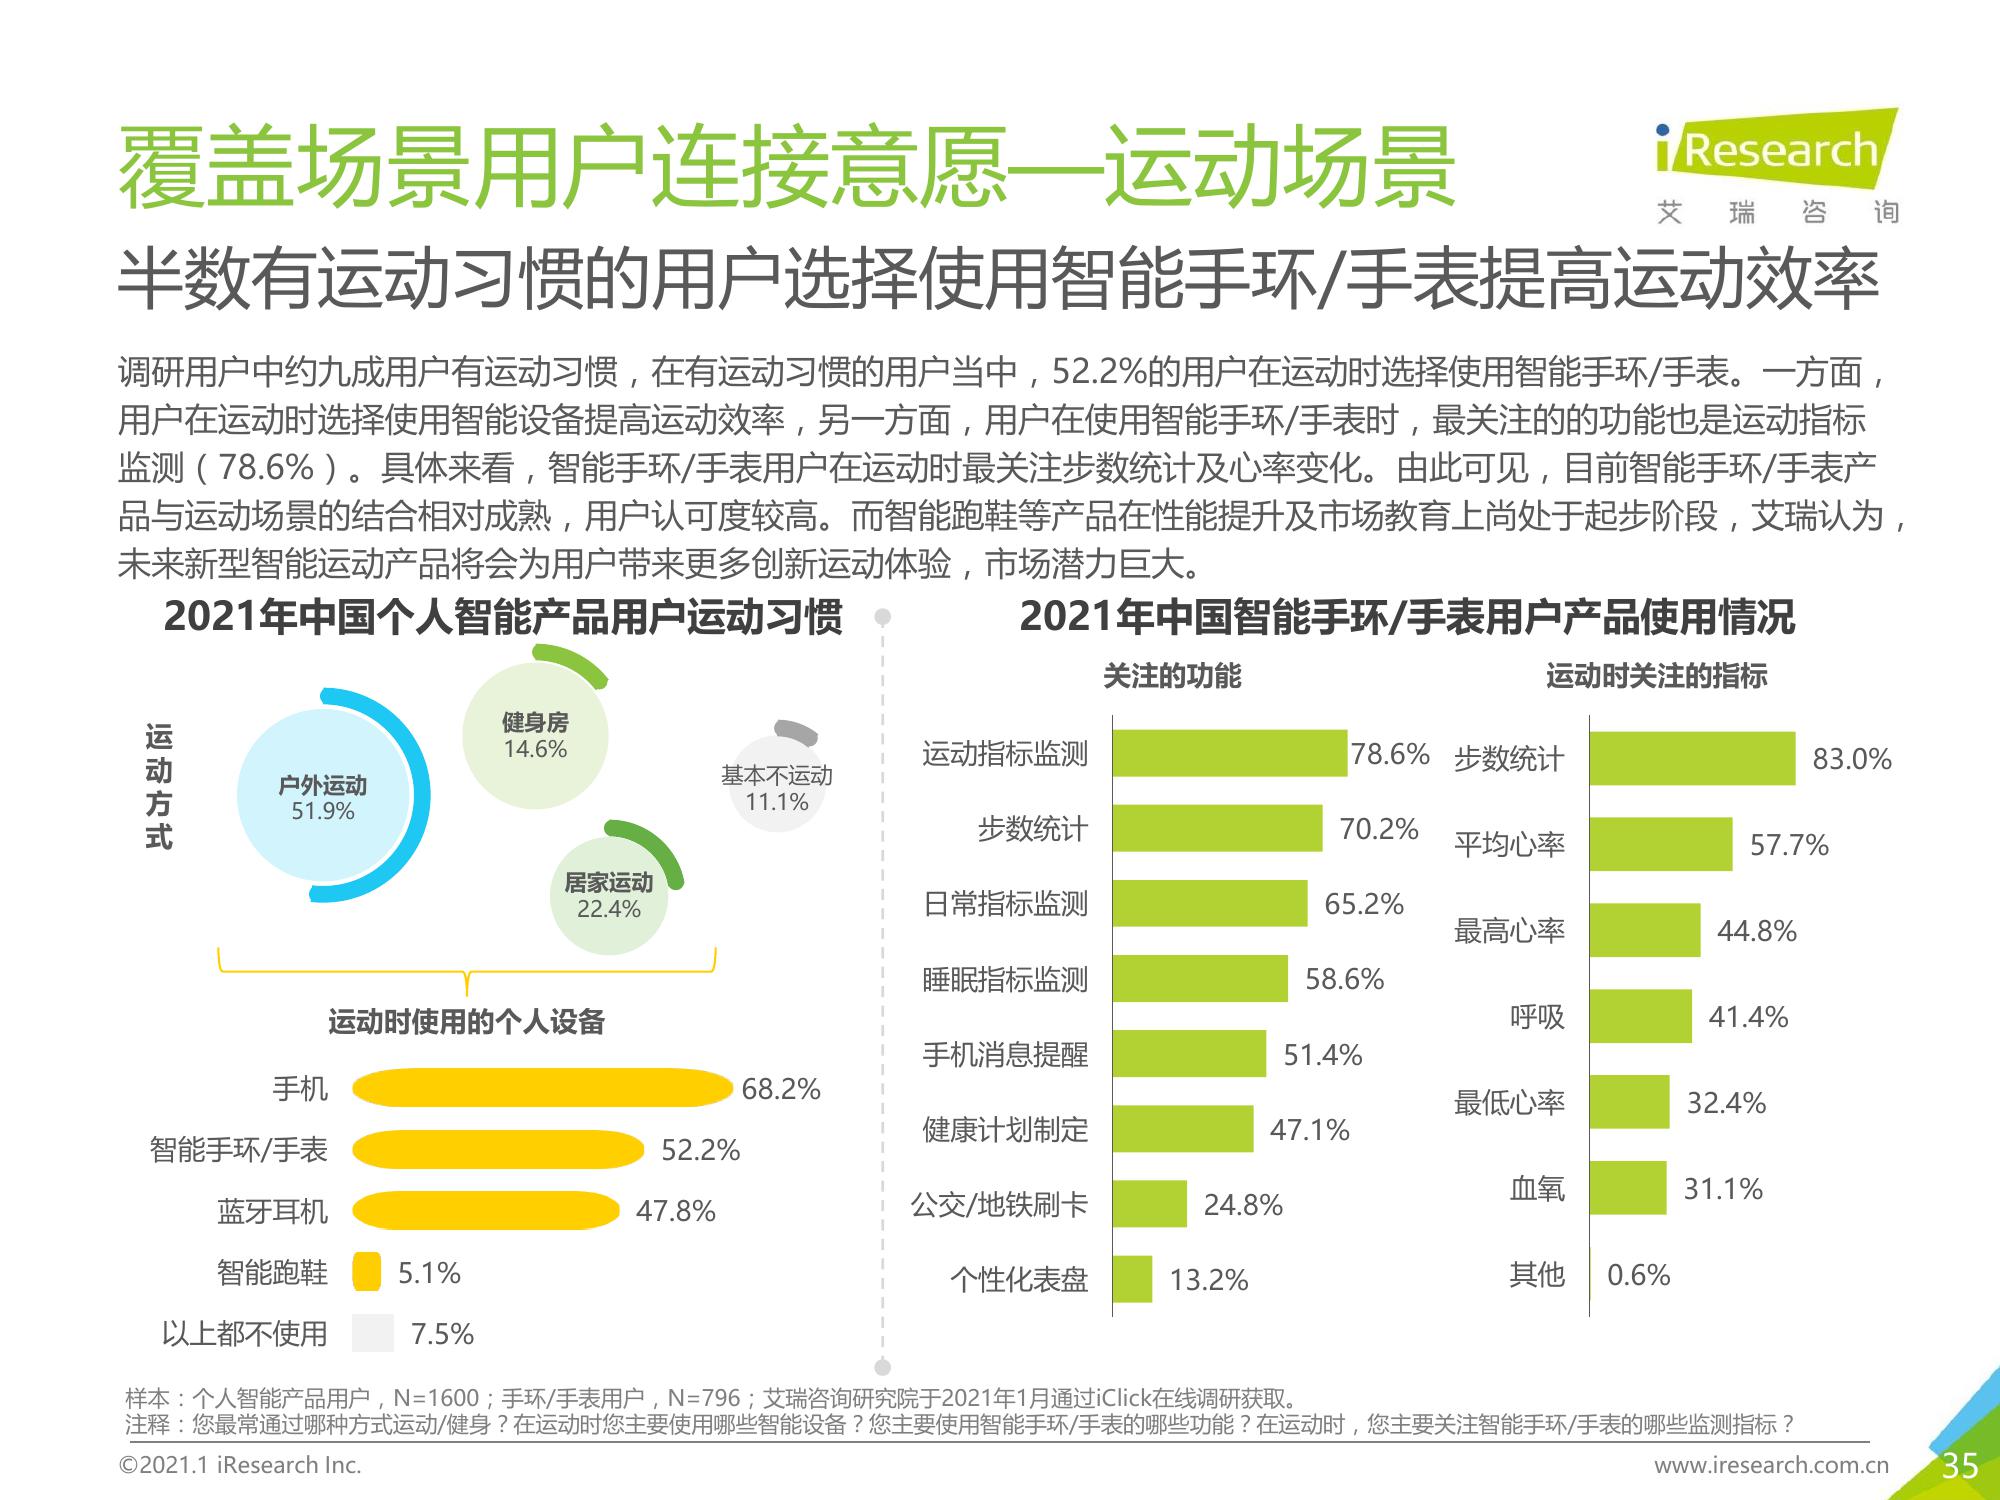 覆盖场景用户连接意愿—运动场景
iResearch
艾瑞咨询
半数有运动习惯的用户选择使用智能手环/手表提高运动效率
调研用户中约九成用户有运动习惯，在有运动习惯的用户当中，52.2%的用户在运动时选择使用智能手环/手表。一方面，
用户在运动时选择使用智能设备提高运动效率，另一方面，用户在使用智能手环/手表时，最关注的的功能也是运动指标
监测（78.6%）。具体来看，智能手环/手表用户在运动时最关注步数统计及心率变化。由此可见，目前智能手环/手表产
品与运动场景的结合相对成熟，用户认可度较高。而智能跑鞋等产品在性能提升及市场教育上尚处于起步阶段，艾瑞认为，
未来新型智能运动产品将会为用户带来更多创新运动体验，市场潜力巨大。
2021年中国个人智能产品用户运动习惯
运动方式
户外运动
51.9%
健身房
14.6%
居家运动
22.4%
基本不运动
11.1%
运动时使用的个人设备
手机 68.2%
智能手环/手表 52.2%
蓝牙耳机 47.8%
智能跑鞋 5.1%
以上都不使用 7.5%
2021年中国智能手环/手表用户产品使用情况
关注的功能
运动指标监测 78.6%
步数统计 70.2%
日常指标监测 65.2%
睡眠指标监测 58.6%
手机消息提醒 51.4%
健康计划制定 47.1%
公交/地铁刷卡 24.8%
个性化表盘 13.2%
运动时关注的指标
步数统计 83.0%
平均心率 57.7%
最高心率 44.8%
呼吸 41.4%
最低心率 32.4%
血氧 31.1%
其他 0.6%
样本：个人智能产品用户，N=1600；手环/手表用户，N=796；艾瑞咨询研究院于2021年1月通过iClick在线调研获取。
注释：您最常通过哪种方式运动/健身？在运动时您主要使用哪些智能设备？您主要使用智能手环/手表的哪些功能？在运动时，您主要关注智能手环/手表的哪些监测指标？
©2021.1 iResearch Inc.
www.iresearch.com.cn
35